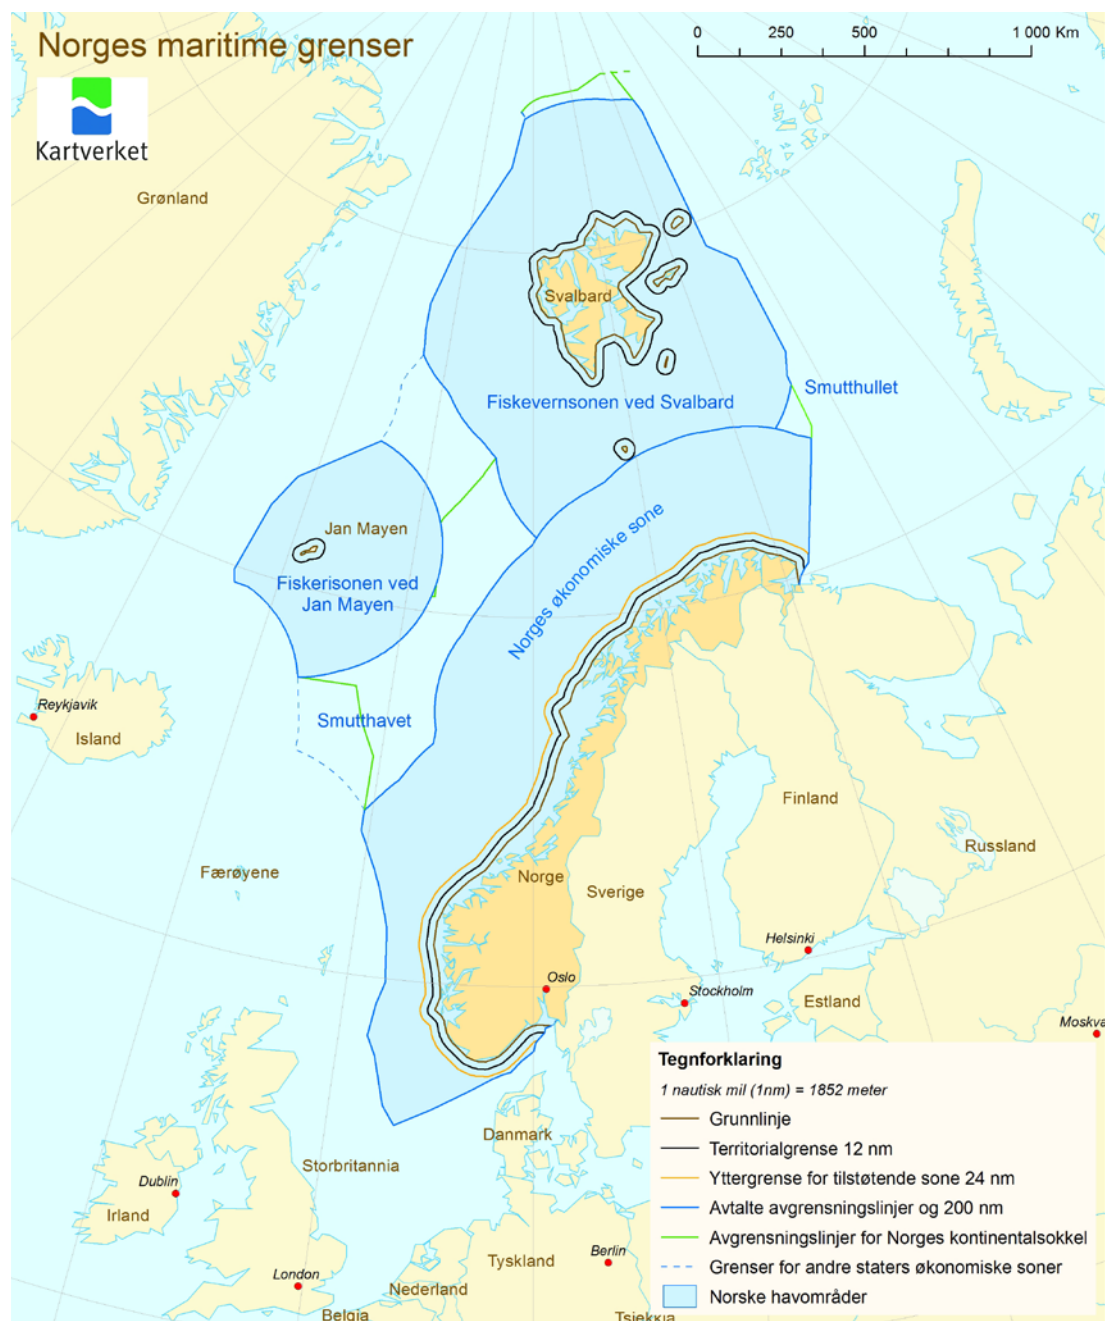 Norges maritime grenser
0 250 500 1 000 Km
Kartverket
Grønland
Svalbard
Smutthullet
Fiskevernsonen ved Svalbard
Jan Mayen
Norges økonomiske sone
Fiskerisonen ved
Jan Mayen
Reykjavik
Island
Smutthavet
Finland
Russland
Færøyene
Norge
Sverige
Helsinki
Oslo
Stockholm
Estland
Moskva
Danmark
Storbritannia
Dublin
Irland
Tyskland
Berlin
London
Nederland
Belgia
Tsjekkia
Tegnforklaring
1 nautisk mil (1nm) = 1852 meter
Grunnlinje
Territorialgrense 12 nm
Yttergrense for tilstøtende sone 24 nm
Avtalte avgrensningslinjer og 200 nm
Avgrensningslinjer for Norges kontinentalsokkel
Grenser for andre staters økonomiske soner
Norske havområder